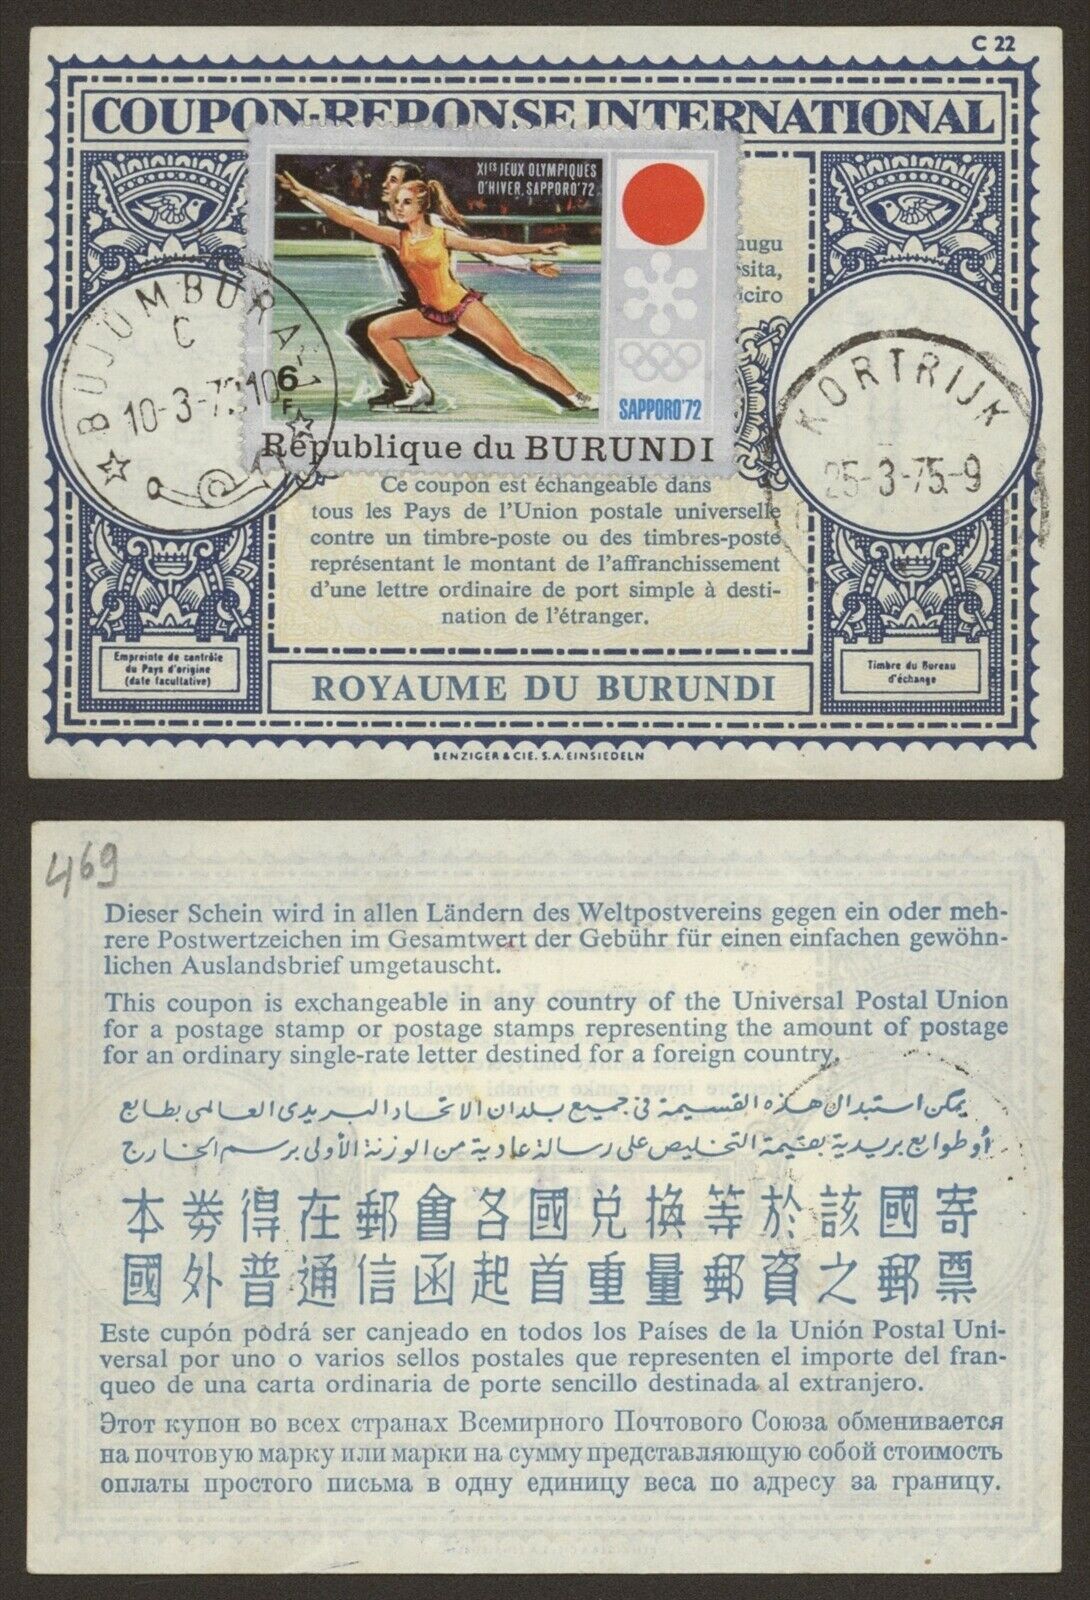 C 22
COUPON-REPONSE INTERNATIONAL
XIES JEUX OLYMPIQUES
D'HIVER, SAPPORO '72
SAPPORO'72
6
F
République du BURUNDI
BUJUMBURA-1
C
10-3-7
10
KORTRIJK
25-3-75.-9
Ce coupon est échangeable dans
tous les Pays de l'Union postale universelle
contre un timbre-poste ou des timbres-poste
représentant le montant de l'affranchissement
d'une lettre ordinaire de port simple à desti-
nation de l'étranger.
Empreinte de contrôle
du Pays d'origine
(date facultative)
Timbre du Bureau
d'échange
ROYAUME DU BURUNDI
BENZIGER & CIE. S.A. EINSIEDELN
469
Dieser Schein wird in allen Ländern des Weltpostvereins gegen ein oder meh-
rere Postwertzeichen im Gesamtwert der Gebühr für einen einfachen gewöhn-
lichen Auslandsbrief umgetauscht.
This coupon is exchangeable in any country of the Universal Postal Union
for a postage stamp or postage stamps representing the amount of postage
for an ordinary single-rate letter destined for a foreign country.
يمكن استبدال هذه القسيمة في جميع بلدان الاتحاد البريدى العالمى بطابع
أو طوابع بريدية بقيمة التخليص على رسالة عادية من الوزنة الأولى برسم الخارج
本券得在郵會各國兑換等於該國寄
國外普通信函起首重量郵資之郵票
Este cupón podrá ser canjeado en todos los Países de la Unión Postal Uni-
versal por uno o varios sellos postales que representen el importe del fran-
queo de una carta ordinaria de porte sencillo destinada al extranjero.
Этот купон во всех странах Всемирного Почтового Союза обменивается
на почтовую марку или марки на сумму представляющую собой стоимость
оплаты простого письма в одну единицу веса по адресу за границу.